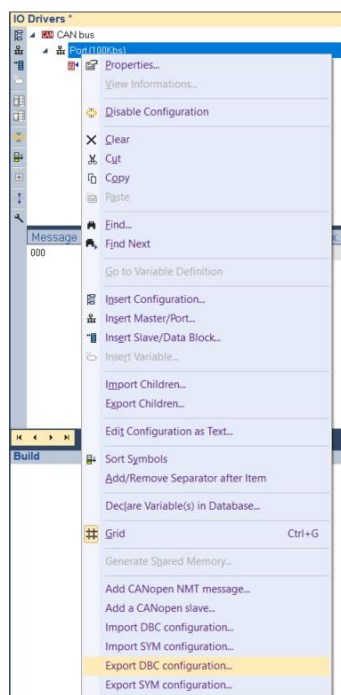 IO Drivers *
CAN bus
Port (100Kbs)
Properties...
View Informations...
Disable Configuration
Clear
Cut
Copy
Paste
Find...
Message
Find Next
000
Go to Variable Definition
Insert Configuration...
Insert Master/Port...
Insert Slave/Data Block...
Insert Variable...
Import Children...
Export Children...
Edit Configuration as Text...
Build
Sort Symbols
Add/Remove Separator after Item
Declare Variable(s) in Database...
Grid Ctrl+G
Generate Shared Memory...
Add CANopen NMT message...
Add a CANopen slave...
Import DBC configuration...
Import SYM configuration...
Export DBC configuration...
Export SYM configuration...